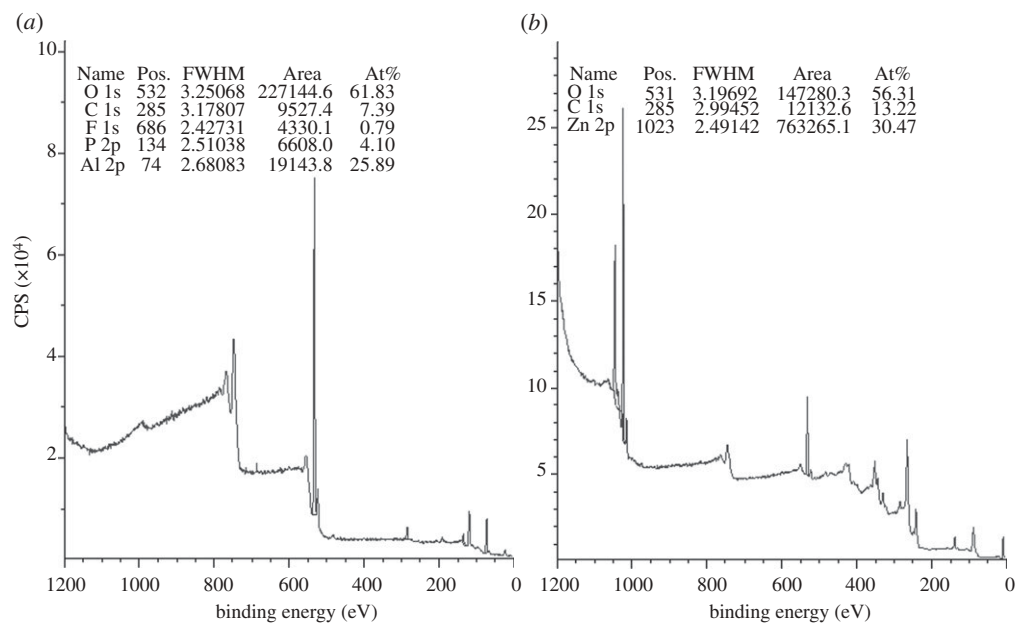 (a)
10
8
6
4
2
CPS (×10⁴)
Name Pos. FWHM Area At%
O 1s 532 3.25068 227144.6 61.83
C 1s 285 3.17807 9527.4 7.39
F 1s 686 2.42731 4330.1 0.79
P 2p 134 2.51038 6608.0 4.10
Al 2p 74 2.68083 19143.8 25.89
1200 1000 800 600 400 200 0
binding energy (eV)
(b)
25
20
15
10
5
Name Pos. FWHM Area At%
O 1s 531 3.19692 147280.3 56.31
C 1s 285 2.99452 12132.6 13.22
Zn 2p 1023 2.49142 763265.1 30.47
1200 1000 800 600 400 200 0
binding energy (eV)